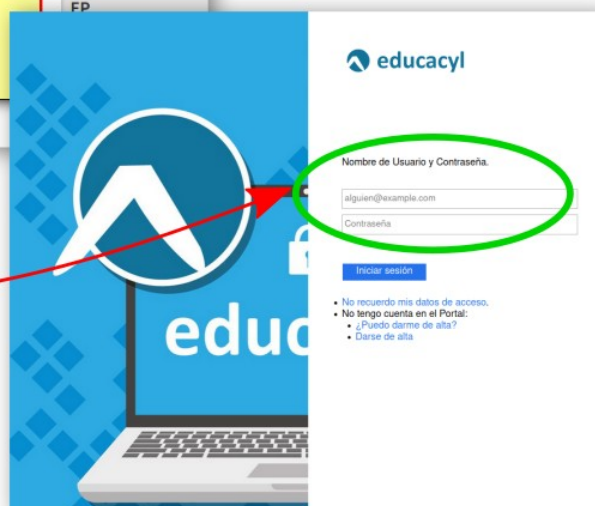 EP
educacyl
Nombre de Usuario y Contraseña.
alguien@example.com
Contraseña
Iniciar sesión
No recuerdo mis datos de acceso.
No tengo cuenta en el Portal:
¿Puedo darme de alta?
Darse de alta
educ